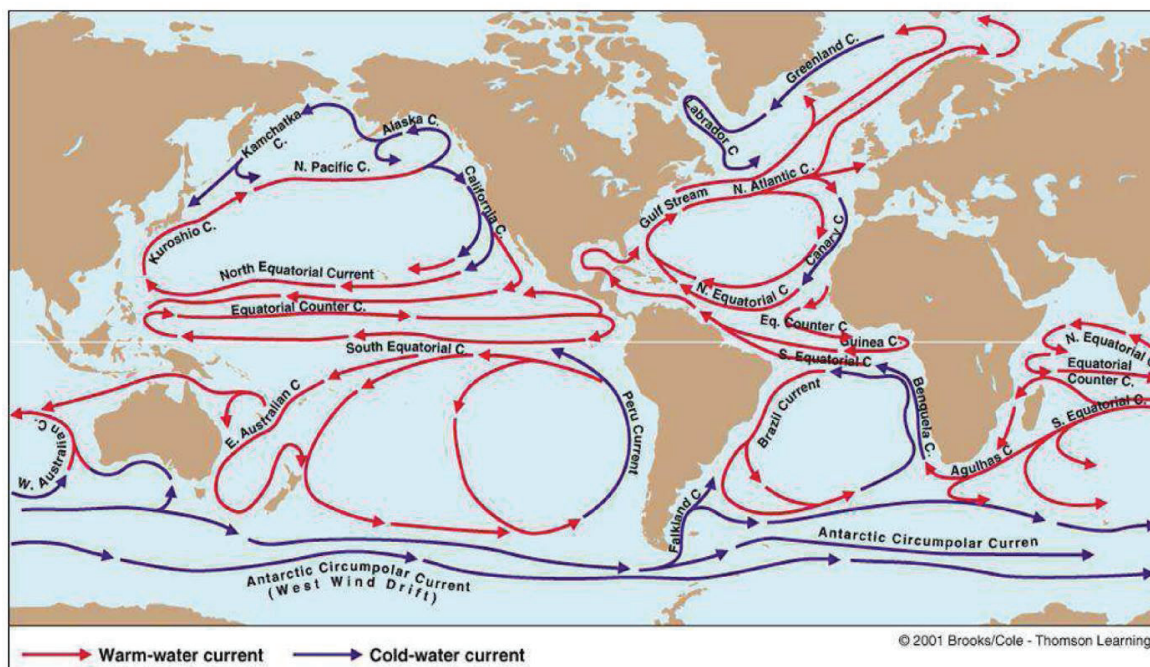 Greenland C.
Labrador C
Kamchatka
C.
Alaska C.
N. Pacific C.
California C.
Kuroshio C.
Gulf Stream
N. Atlantic C.
Canary C
North Equatorial Current
N. Equatorial C
Equatorial Counter C.
Eq. Counter C
Guinea C
South Equatorial C.
S. Equatorial C
N. Equatorial C
Equatorial
Counter C.
S. Equatorial C.
E. Australian C
Peru Current
Brazil Current
Benguela C.
W. Australian C.
Agulhas C
Falkland C
Antarctic Circumpolar Current
(West Wind Drift)
Antarctic Circumpolar Curren
© 2001 Brooks/Cole - Thomson Learning
Warm-water current
Cold-water current